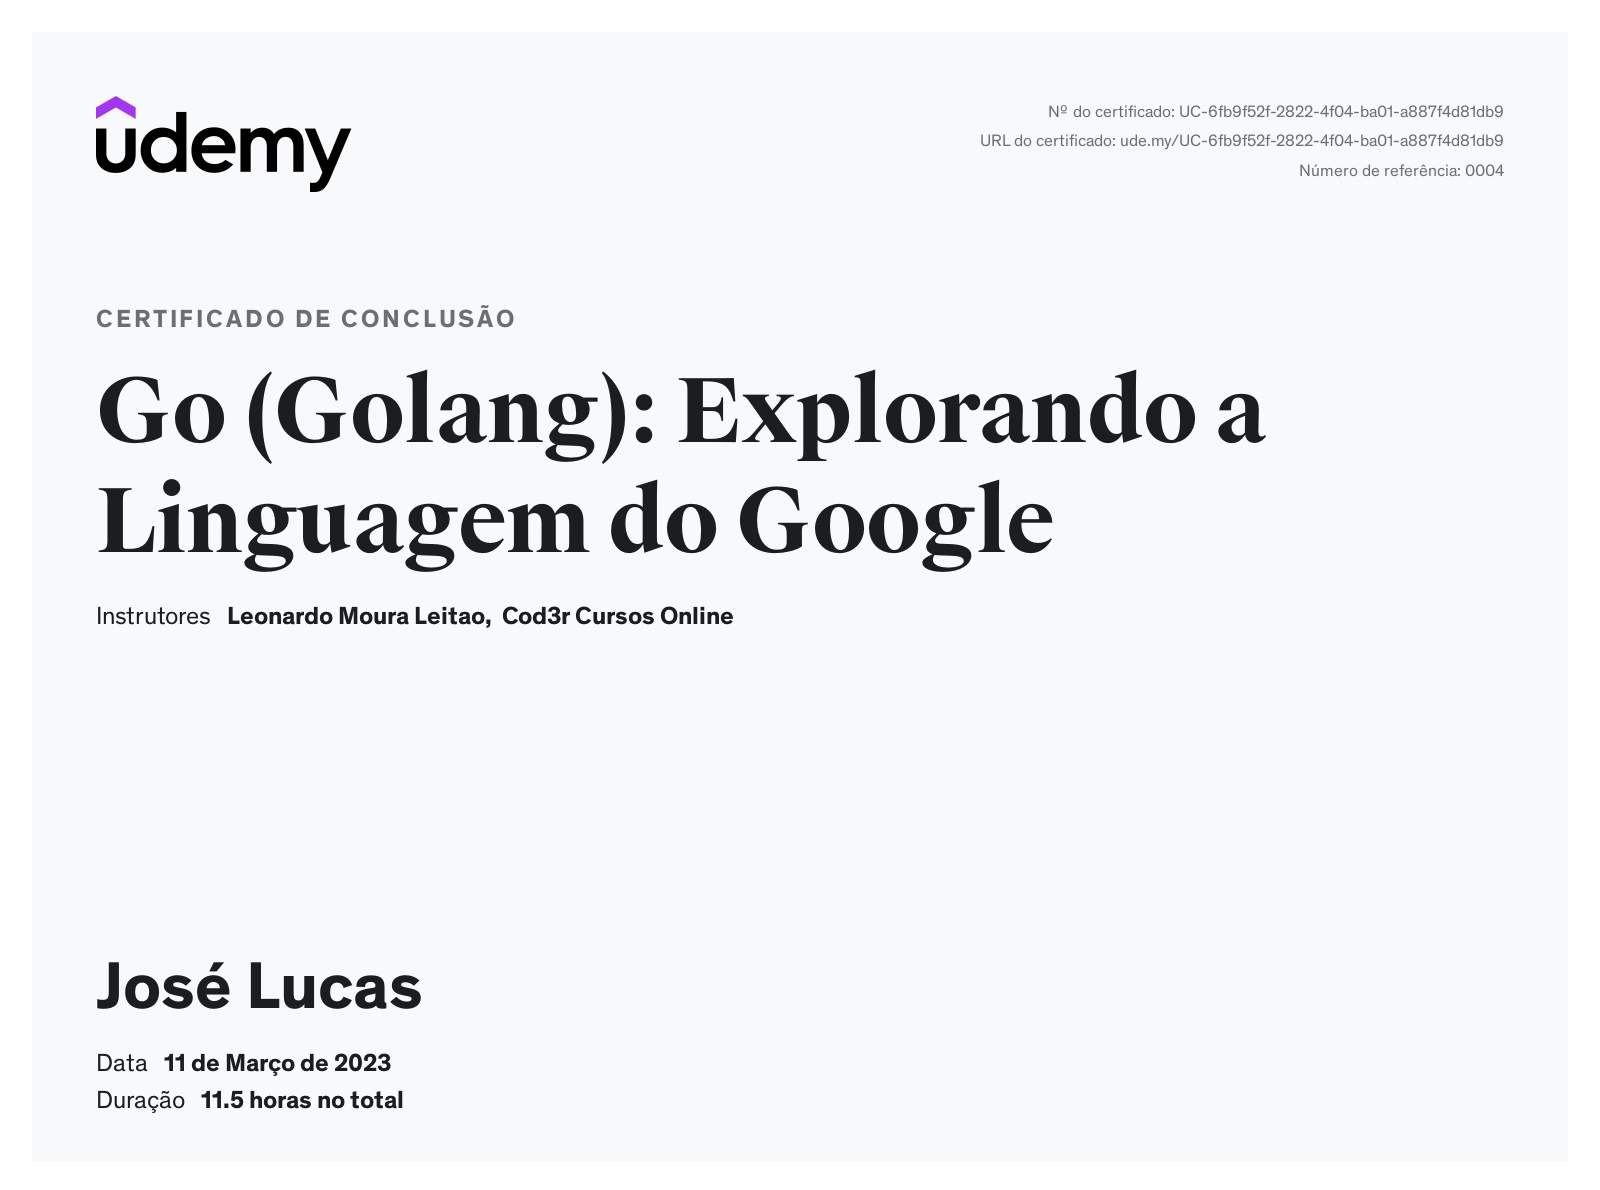 udemy
Nº do certificado: UC-6fb9f52f-2822-4f04-ba01-a887f4d81db9
URL do certificado: ude.my/UC-6fb9f52f-2822-4f04-ba01-a887f4d81db9
Número de referência: 0004
CERTIFICADO DE CONCLUSÃO
Go (Golang): Explorando a
Linguagem do Google
Instrutores Leonardo Moura Leitao, Cod3r Cursos Online
José Lucas
Data 11 de Março de 2023
Duração 11.5 horas no total